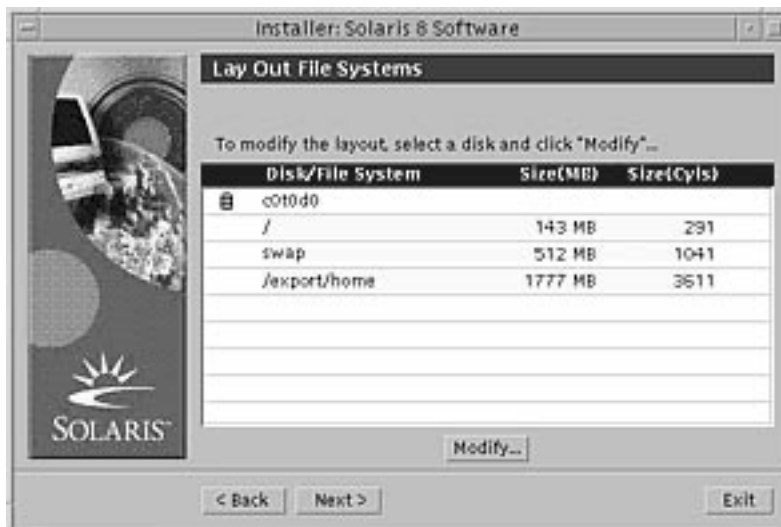 Installer: Solaris 8 Software
Lay Out File Systems
To modify the layout, select a disk and click "Modify"...
Disk/File System Size(MB) Size(Cyls)
c0t0d0
/ 143 MB 291
swap 512 MB 1041
/export/home 1777 MB 3611
SOLARIS™
Modify...
< Back Next > Exit